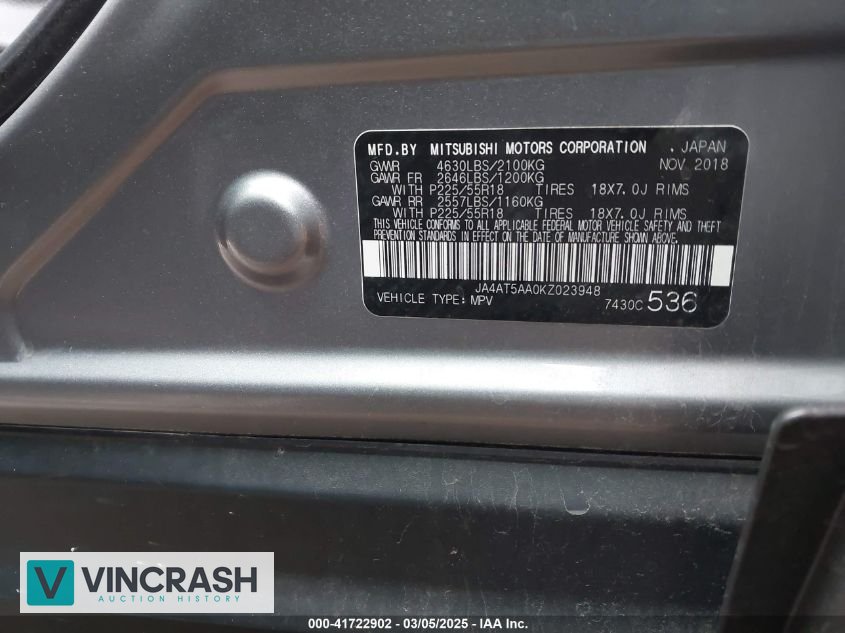 MFD.BY MITSUBISHI MOTORS CORPORATION , JAPAN
GVWR 4630LBS/2100KG NOV 2018
GAWR FR 2646LBS/1200KG
WITH P225/55R18 TIRES 18X7.0J RIMS
GAWR RR 2557LBS/1160KG
WITH P225/55R18 TIRES 18X7.0J RIMS
THIS VEHICLE CONFORMS TO ALL APPLICABLE FEDERAL MOTOR VEHICLE SAFETY AND THEFT
PREVENTION STANDARDS IN EFFECT ON THE DATE OF MANUFACTURE SHOWN ABOVE.
JA4AT5AA0KZ023948
VEHICLE TYPE: MPV 7430C 536
V VINCRASH
AUCTION HISTORY
000-41722902 - 03/05/2025 - IAA Inc.